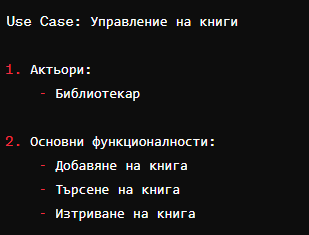 Use Case: Управление на книги
1. Актьори:
- Библиотекар
2. Основни функционалности:
- Добавяне на книга
- Търсене на книга
- Изтриване на книга